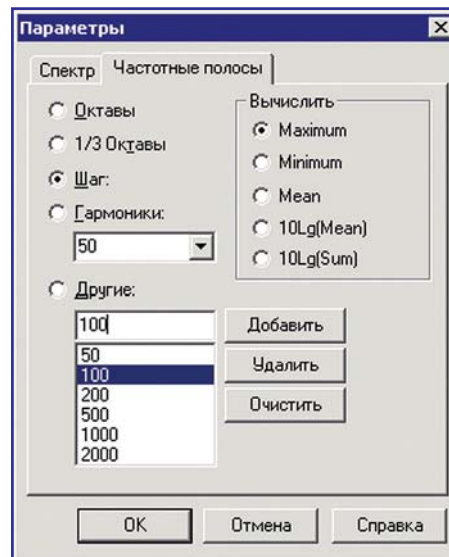 Параметры
Спектр
Частотные полосы
Октавы
1/3 Октавы
Шаг:
Гармоники:
50
Другие:
100
50
100
200
500
1000
2000
Вычислить
Maximum
Minimum
Mean
10Lg(Mean)
10Lg(Sum)
Добавить
Удалить
Очистить
OK
Отмена
Справка